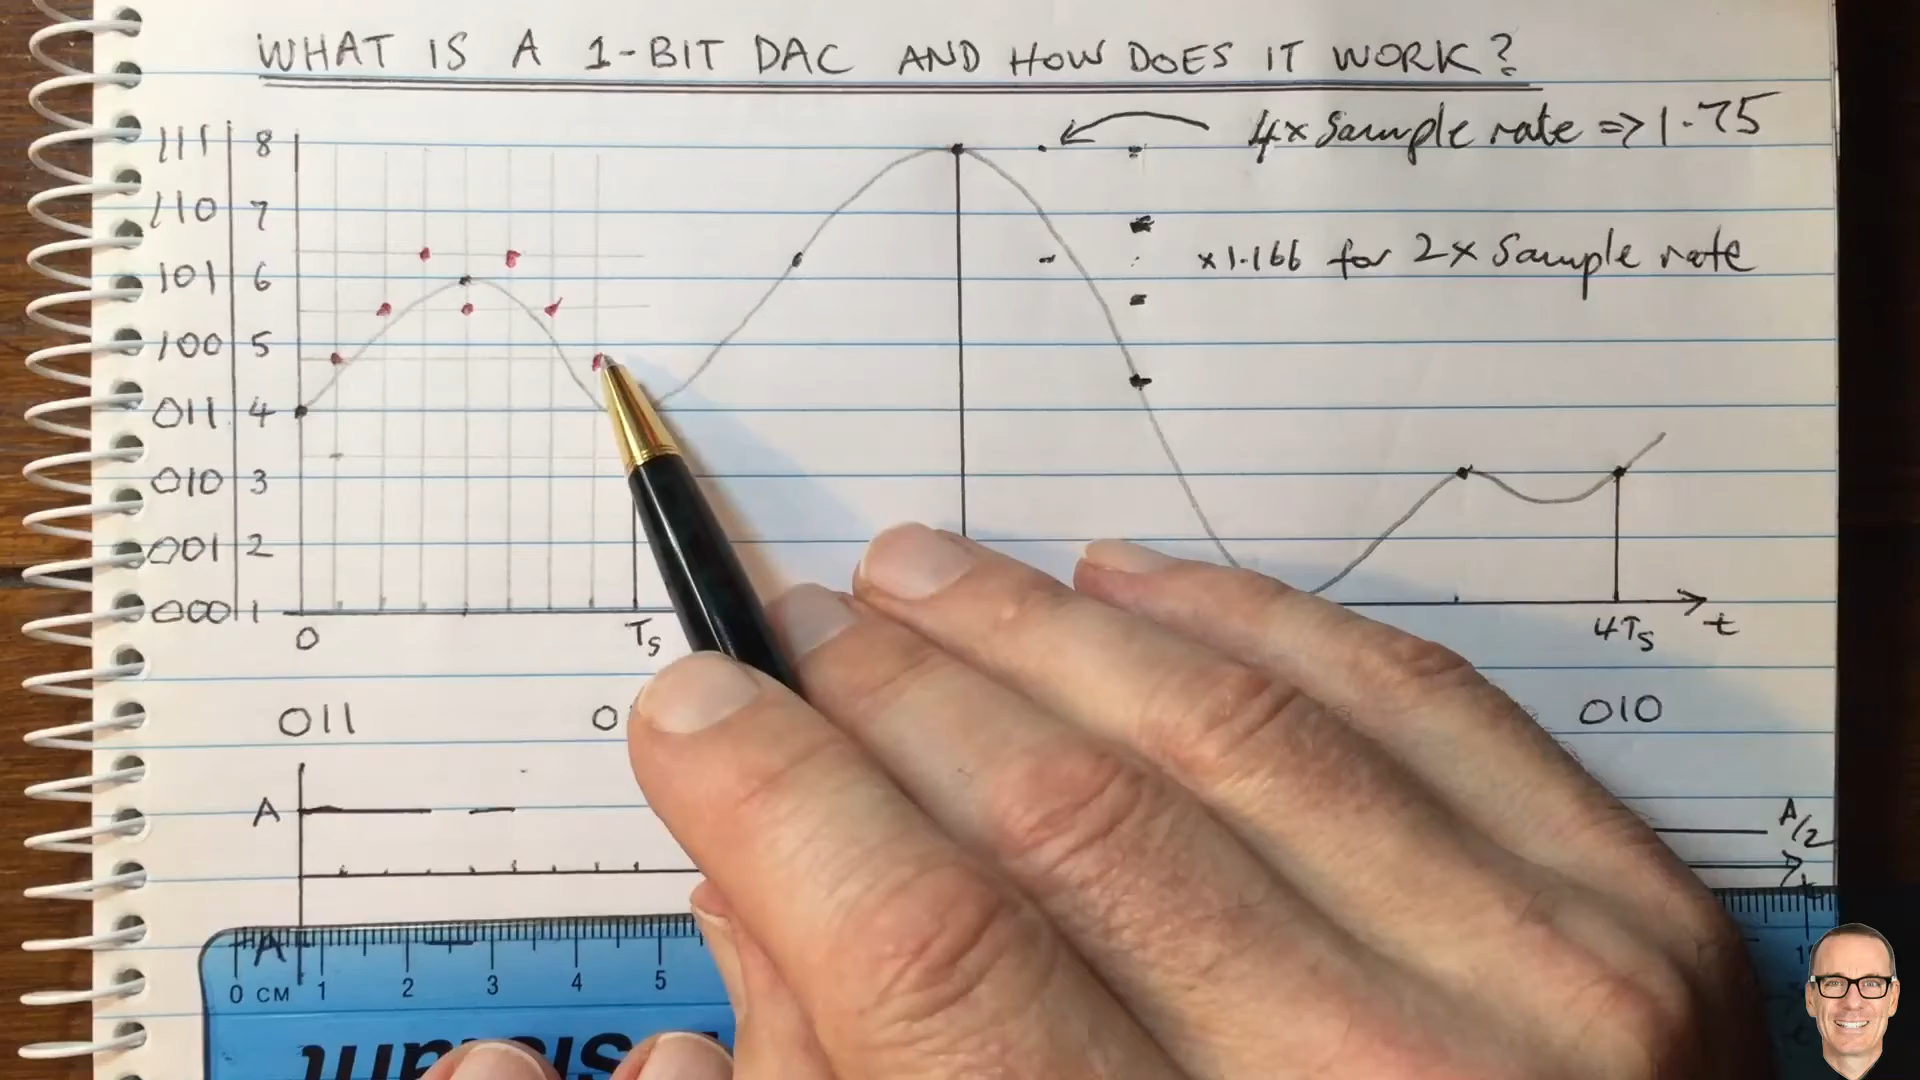 WHAT IS A 1-BIT DAC AND HOW DOES IT WORK?
4x Sample rate => 1.75
x1.166 for 2x Sample rate
111 8
110 7
101 6
100 5
011 4
010 3
001 2
000 1
0 Ts 4Ts t
011 0 010
A
A/2
t
A
0 CM 1 2 3 4 5